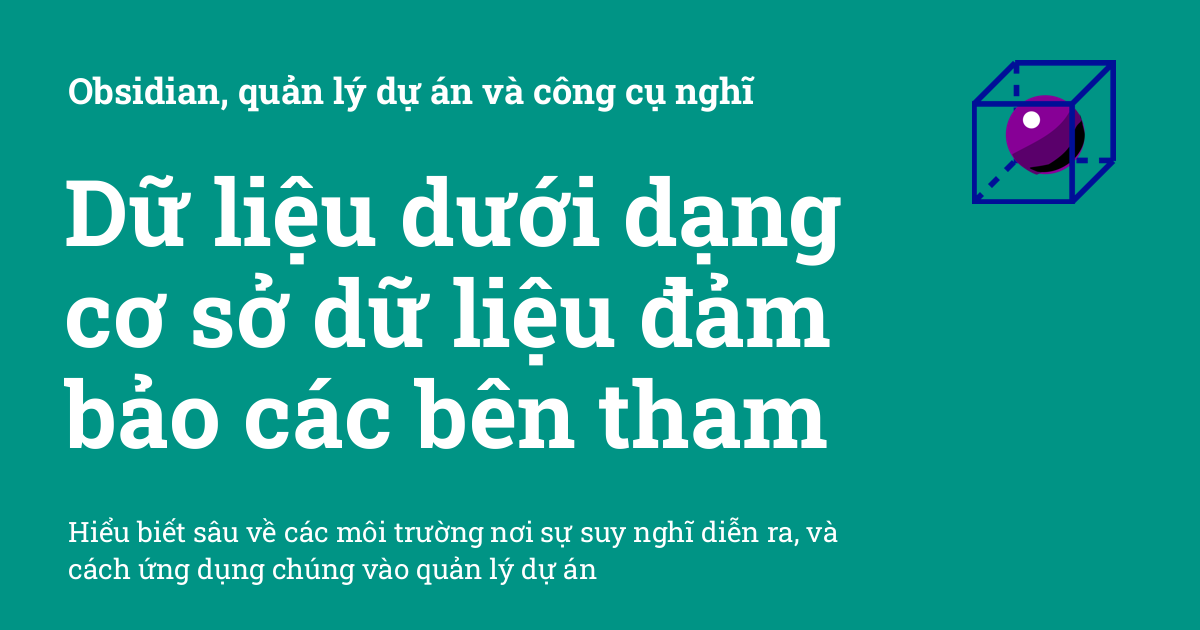 Obsidian, quản lý dự án và công cụ nghĩ
Dữ liệu dưới dạng
cơ sở dữ liệu đảm
bảo các bên tham
Hiểu biết sâu về các môi trường nơi sự suy nghĩ diễn ra, và
cách ứng dụng chúng vào quản lý dự án